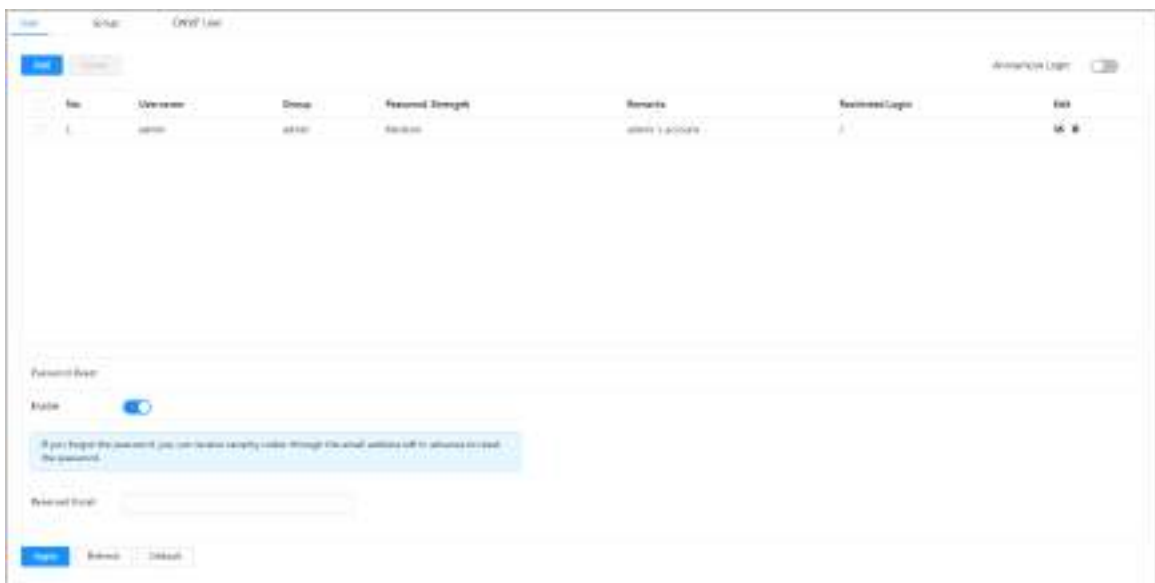 User Group ONVIF User
Add Delete
Anonymous Login
No. Username Group Password Strength Remarks Restricted Login Edit
1 admin admin Medium admin's account /
Password Reset
Enable
If you forgot the password, you can receive security codes through the email address left in advance to reset
the password.
Reserved Email
Apply Refresh Default